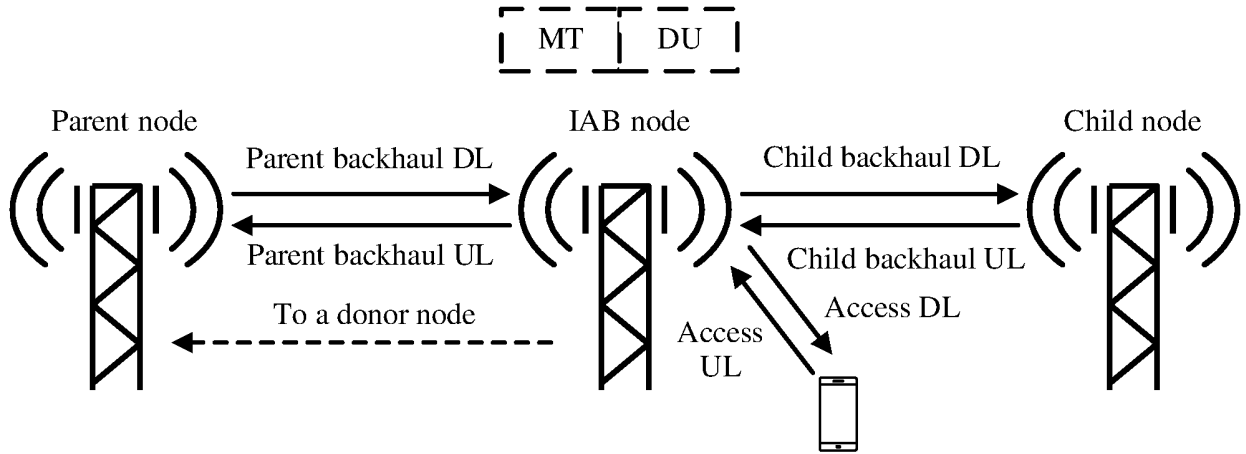 MT DU
Parent node IAB node Child node
Parent backhaul DL Child backhaul DL
Parent backhaul UL Child backhaul UL
To a donor node Access DL
Access
UL